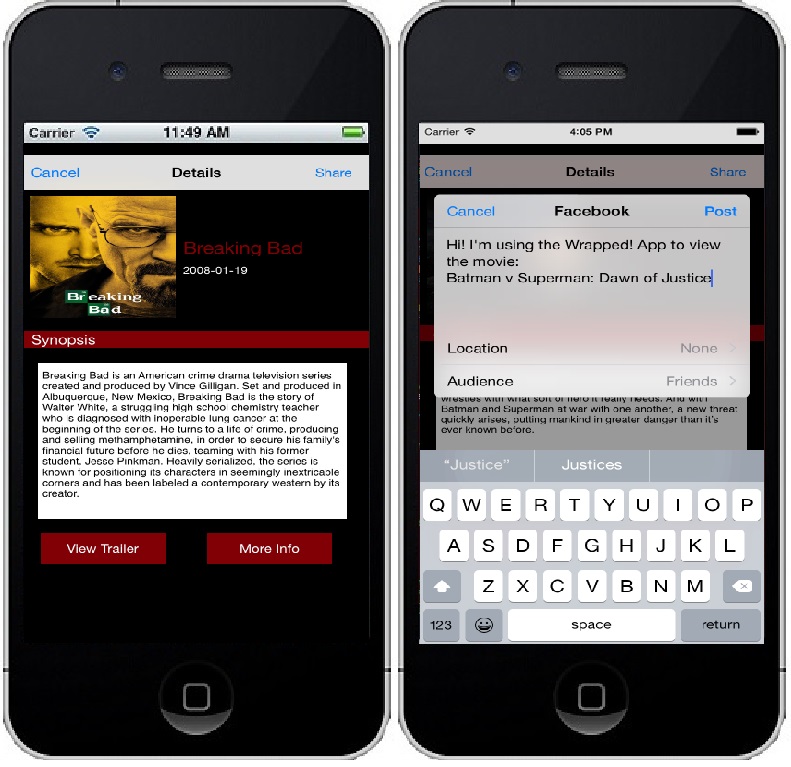 Carrier 11:49 AM
Cancel Details Share
Breaking Bad
2008-01-19
Breaking
Bad
Synopsis
Breaking Bad is an American crime drama television series
created and produced by Vince Gilligan. Set and produced in
Albuquerque, New Mexico, Breaking Bad is the story of
Walter White, a struggling high school chemistry teacher
who is diagnosed with inoperable lung cancer at the
beginning of the series. He turns to a life of crime, producing
and selling methamphetamine, in order to secure his family's
financial future before he dies, teaming with his former
student, Jesse Pinkman. Heavily serialized, the series is
known for positioning its characters in seemingly inextricable
corners and has been labeled a contemporary western by its
creator.
View Trailer More Info
Carrier 4:05 PM
Cancel Details Share
Cancel Facebook Post
Hi! I'm using the Wrapped! App to view
the movie:
Batman v Superman: Dawn of Justice
Location None
Audience Friends
wrestles with what sort of hero it really needs. And with
Batman and Superman at war with one another, a new threat
quickly arises, putting mankind in greater danger than it's
ever known before.
"Justice" Justices
Q W E R T Y U I O P
A S D F G H J K L
Z X C V B N M
123 space return